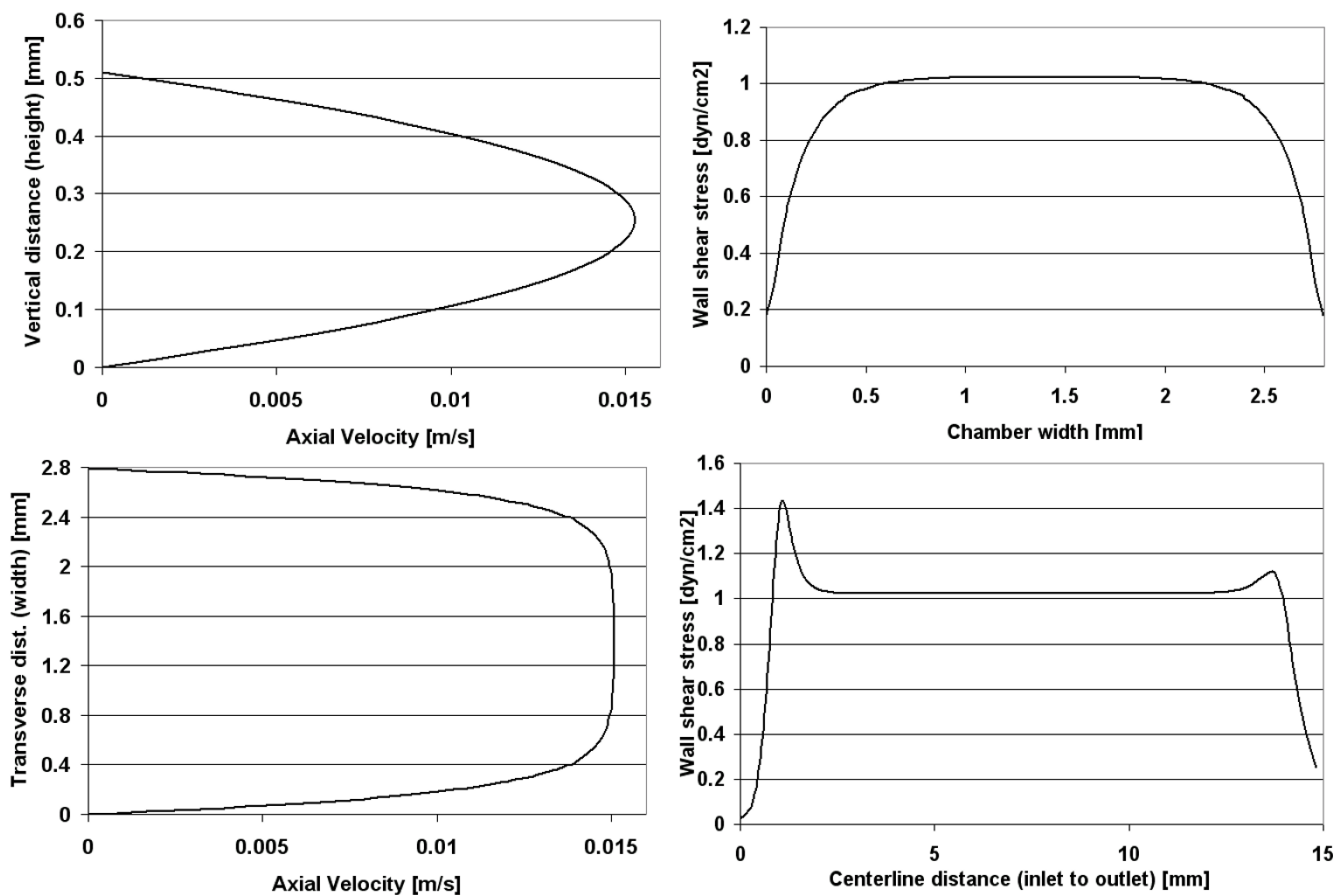 Vertical distance (height) [mm]
0.6
0.5
0.4
0.3
0.2
0.1
0
0 0.005 0.01 0.015
Axial Velocity [m/s]
Wall shear stress [dyn/cm2]
1.2
1
0.8
0.6
0.4
0.2
0
0 0.5 1 1.5 2 2.5
Chamber width [mm]
Transverse dist. (width) [mm]
2.8
2.4
2
1.6
1.2
0.8
0.4
0
0 0.005 0.01 0.015
Axial Velocity [m/s]
Wall shear stress [dyn/cm2]
1.6
1.4
1.2
1
0.8
0.6
0.4
0.2
0
0 5 10 15
Centerline distance (inlet to outlet) [mm]